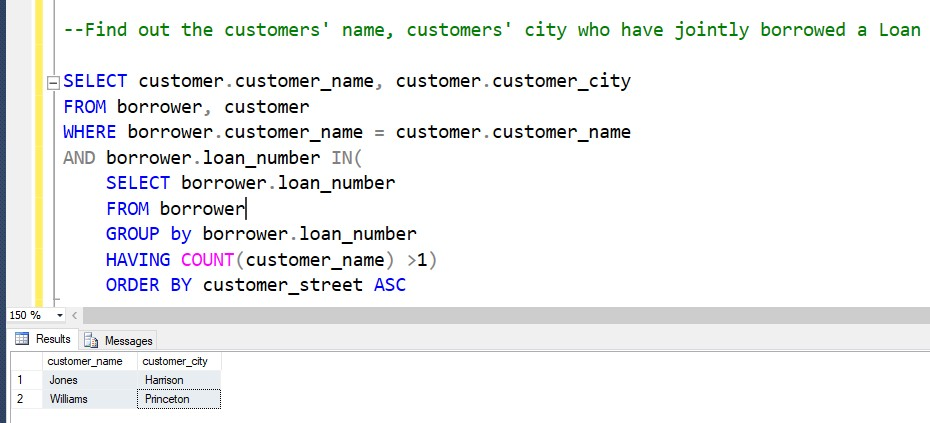 --Find out the customers' name, customers' city who have jointly borrowed a Loan
SELECT customer.customer_name, customer.customer_city
FROM borrower, customer
WHERE borrower.customer_name = customer.customer_name
AND borrower.loan_number IN(
SELECT borrower.loan_number
FROM borrower
GROUP by borrower.loan_number
HAVING COUNT(customer_name) >1)
ORDER BY customer_street ASC
150 %
Results Messages
customer_name customer_city
1 Jones Harrison
2 Williams Princeton